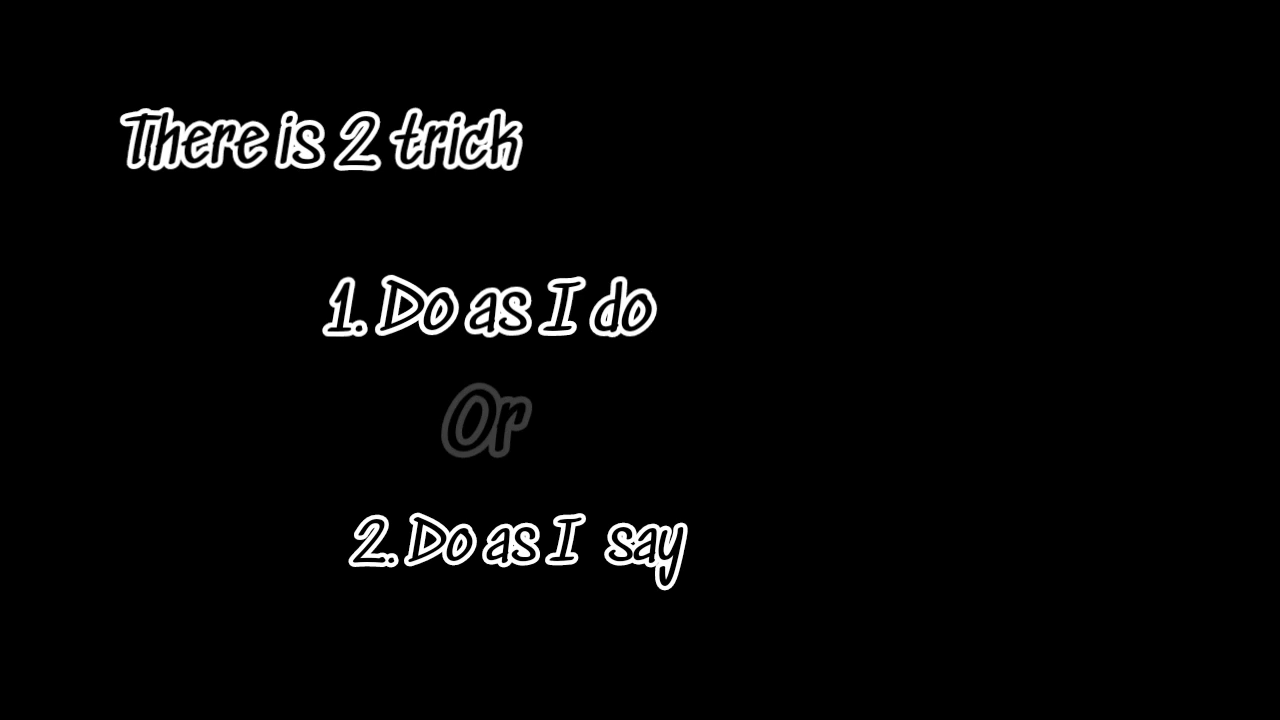 There is 2 trick
1. Do as I do
Or
2. Do as I say